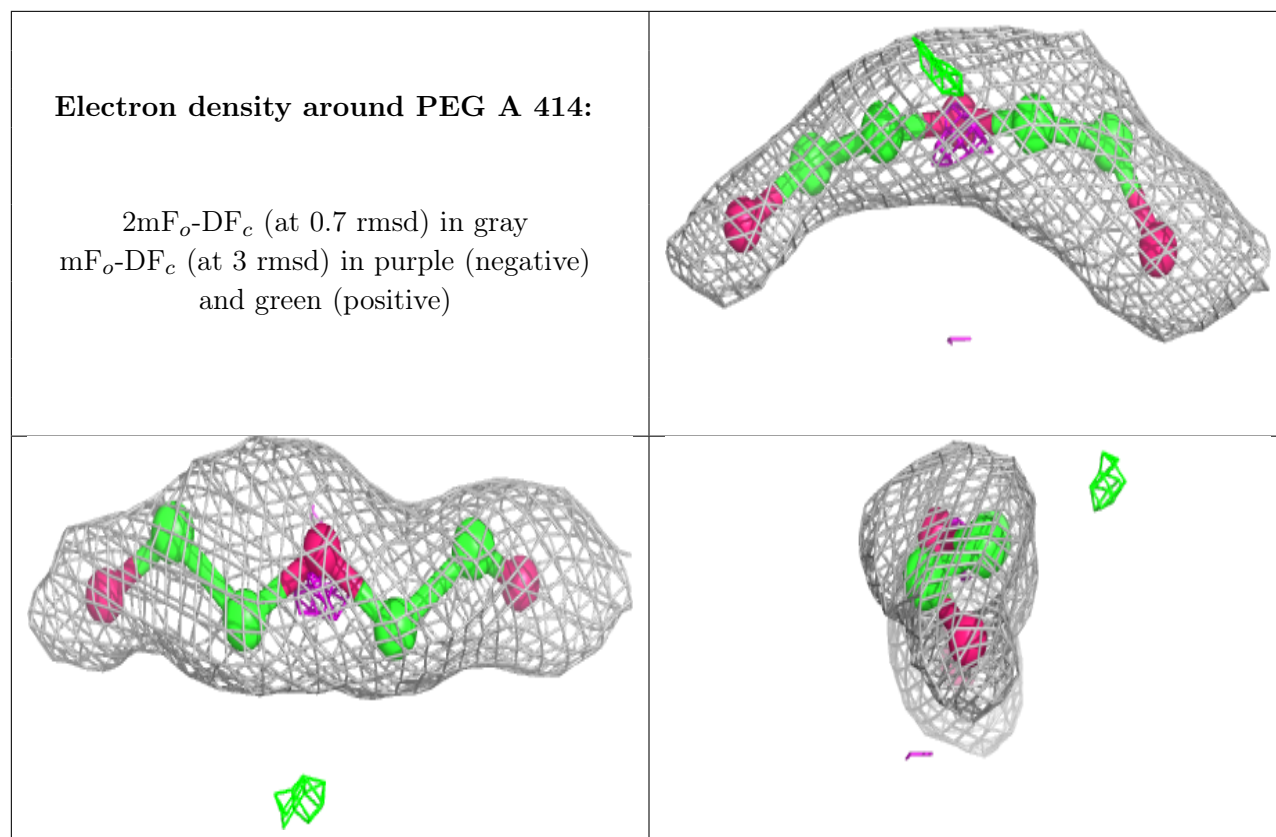 Electron density around PEG A 414:
2mFo-DFc (at 0.7 rmsd) in gray
mFo-DFc (at 3 rmsd) in purple (negative)
and green (positive)